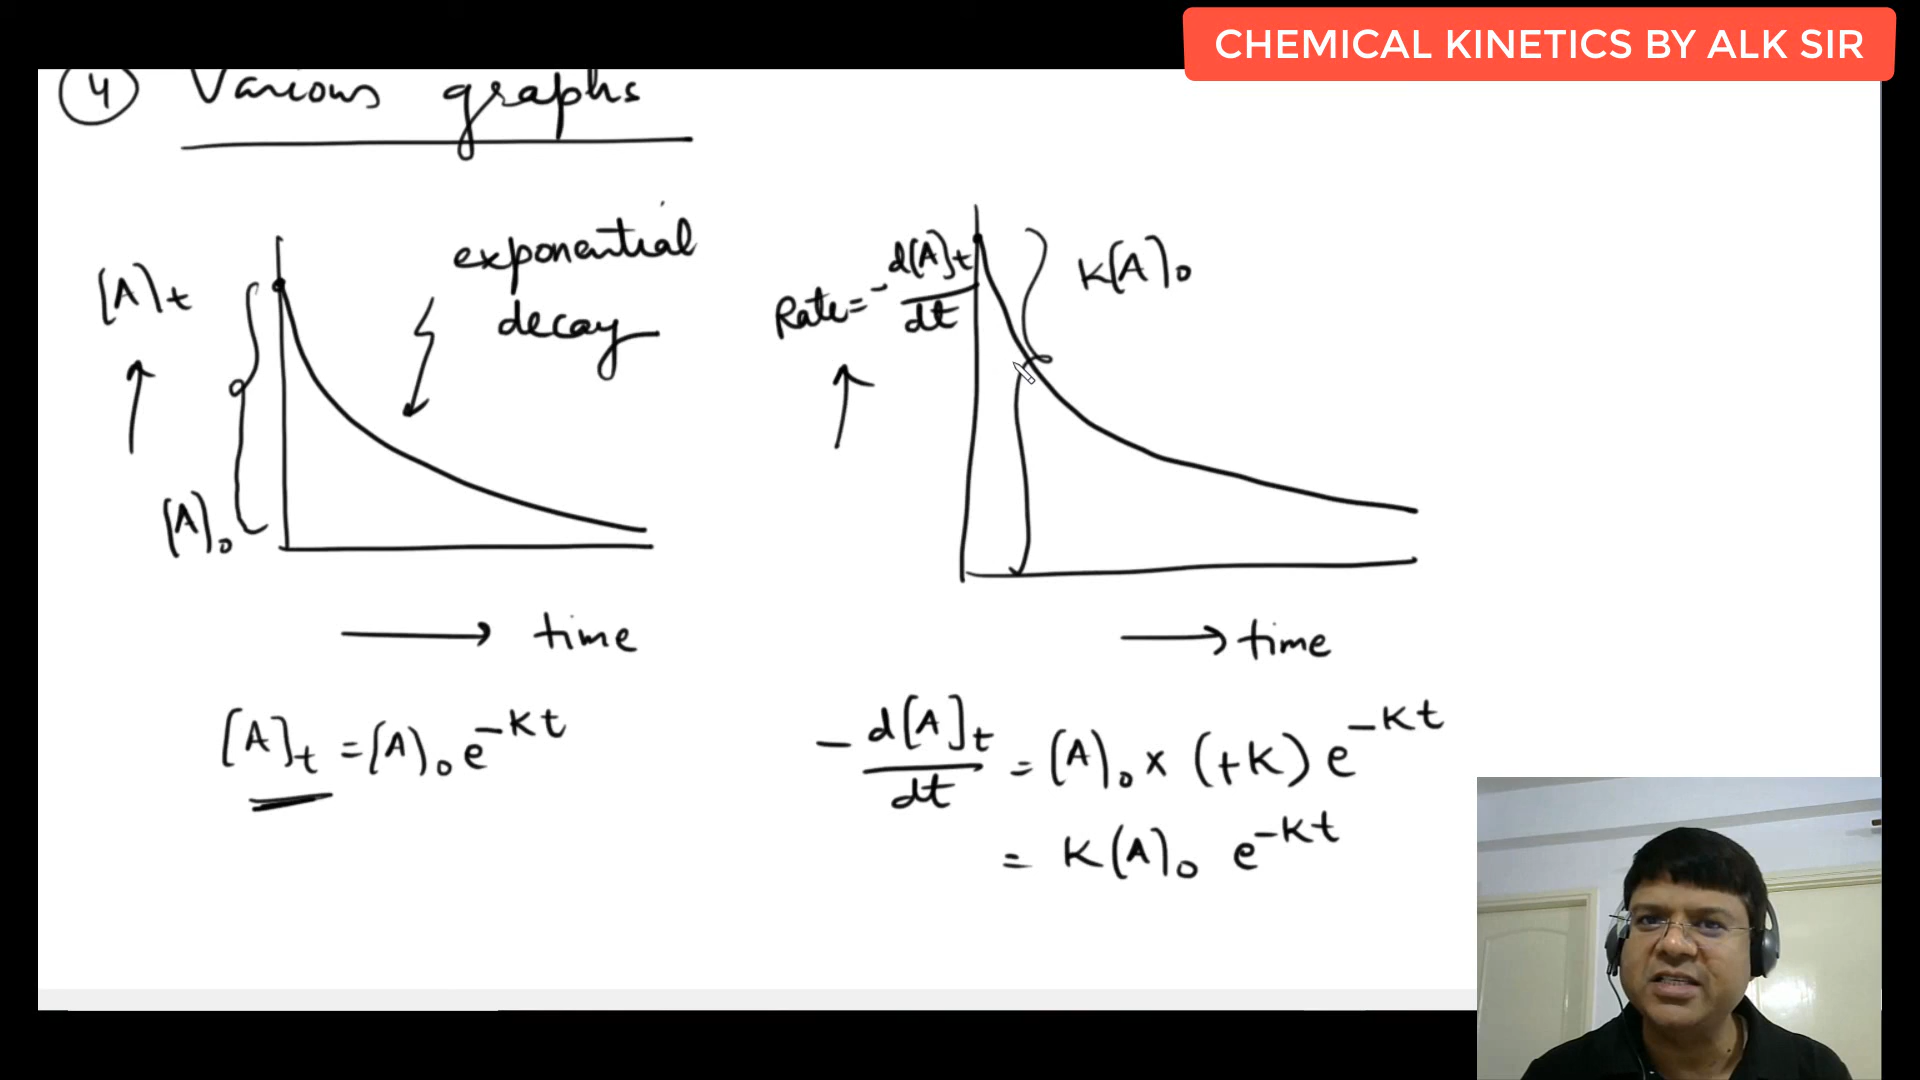 CHEMICAL KINETICS BY ALK SIR
4 Various graphs
[A]t
exponential
decay
[A]0
time
[A]t = [A]0 e^-Kt
Rate = - d[A]t/dt
K[A]0
time
- d[A]t/dt = [A]0 × (+K) e^-Kt
= K[A]0 e^-Kt